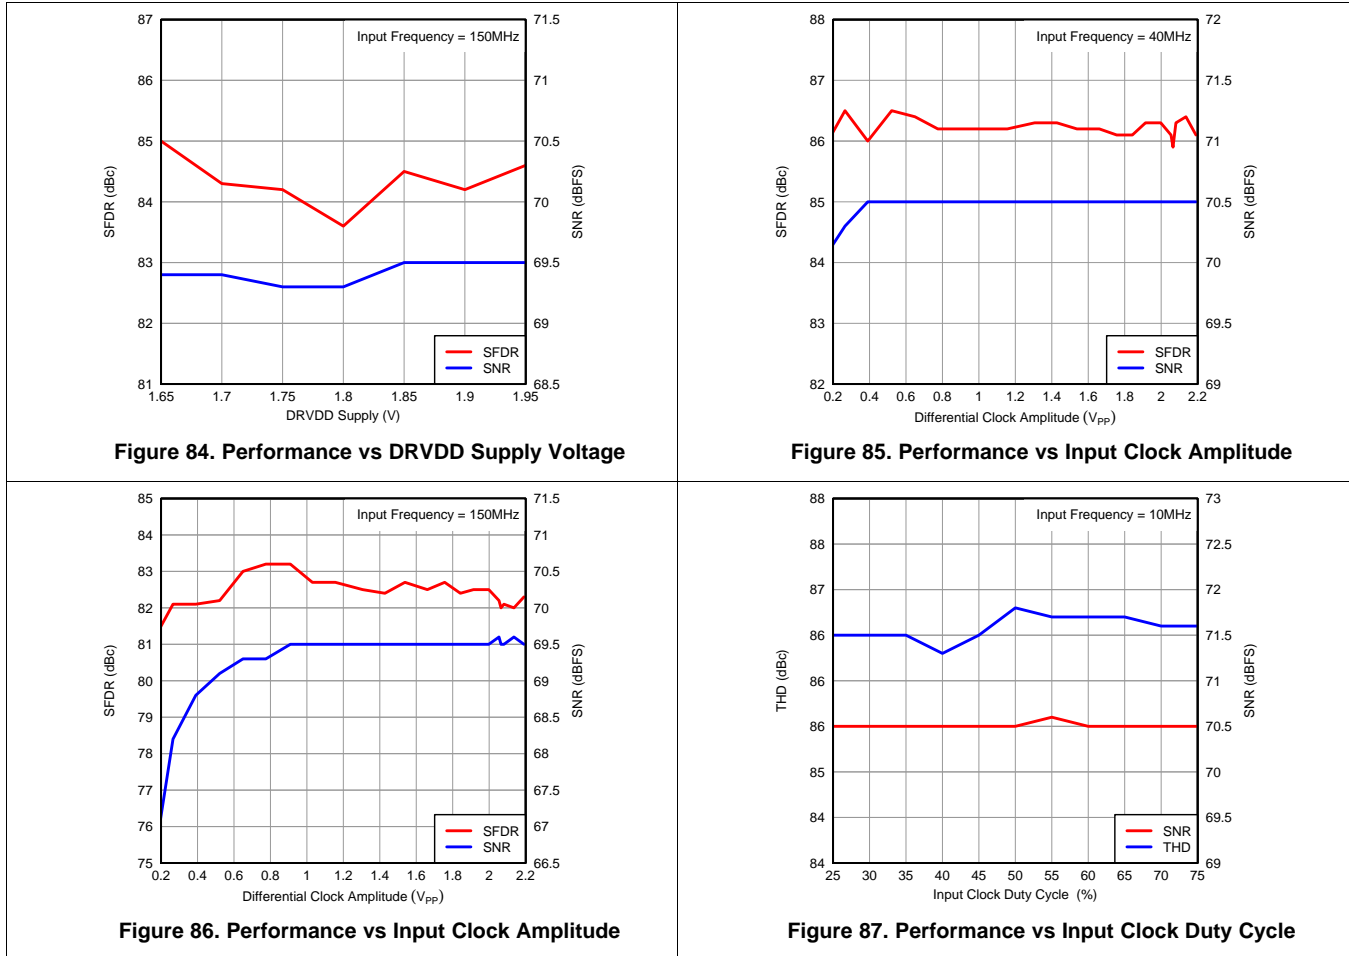 87
86
85
84
83
82
81
SFDR (dBc)
Input Frequency = 150MHz
71.5
71
70.5
70
69.5
69
68.5
SNR (dBFS)
SFDR
SNR
1.65 1.7 1.75 1.8 1.85 1.9 1.95
DRVDD Supply (V)
Figure 84. Performance vs DRVDD Supply Voltage
88
87
86
85
84
83
82
SFDR (dBc)
Input Frequency = 40MHz
72
71.5
71
70.5
70
69.5
69
SNR (dBFS)
SFDR
SNR
0.2 0.4 0.6 0.8 1 1.2 1.4 1.6 1.8 2 2.2
Differential Clock Amplitude (VPP)
Figure 85. Performance vs Input Clock Amplitude
85
84
83
82
81
80
79
78
77
76
75
SFDR (dBc)
Input Frequency = 150MHz
71.5
71
70.5
70
69.5
69
68.5
68
67.5
67
66.5
SNR (dBFS)
SFDR
SNR
0.2 0.4 0.6 0.8 1 1.2 1.4 1.6 1.8 2 2.2
Differential Clock Amplitude (VPP)
Figure 86. Performance vs Input Clock Amplitude
88
88
87
86
86
86
85
84
84
THD (dBc)
Input Frequency = 10MHz
73
72.5
72
71.5
71
70.5
70
69.5
69
SNR (dBFS)
SNR
THD
25 30 35 40 45 50 55 60 65 70 75
Input Clock Duty Cycle (%)
Figure 87. Performance vs Input Clock Duty Cycle